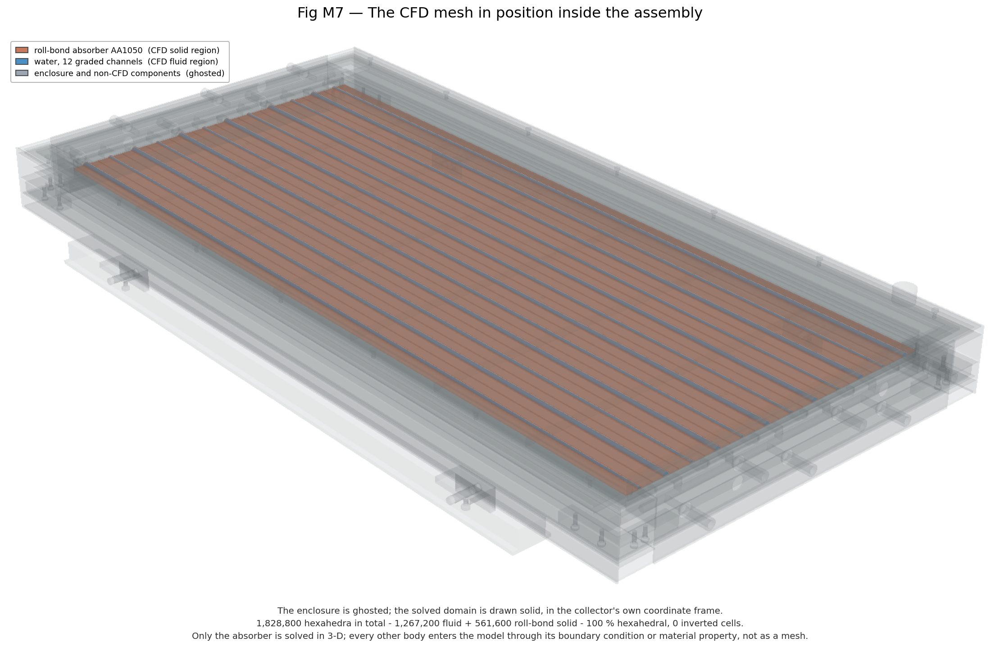 Fig M7 — The CFD mesh in position inside the assembly
roll-bond absorber AA1050  (CFD solid region)
water, 12 graded channels  (CFD fluid region)
enclosure and non-CFD components  (ghosted)
The enclosure is ghosted; the solved domain is drawn solid, in the collector's own coordinate frame.
1,828,800 hexahedra in total - 1,267,200 fluid + 561,600 roll-bond solid - 100 % hexahedral, 0 inverted cells.
Only the absorber is solved in 3-D; every other body enters the model through its boundary condition or material property, not as a mesh.